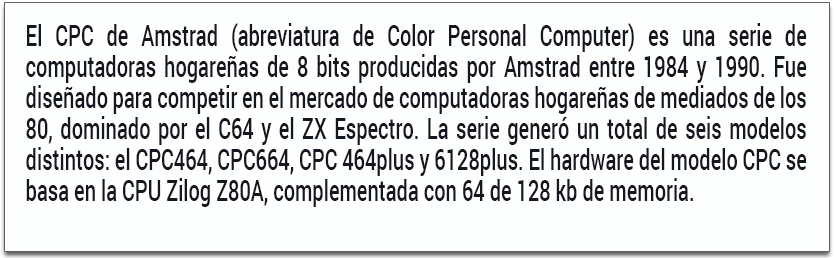 El CPC de Amstrad (abreviatura de Color Personal Computer) es una serie de
computadoras hogareñas de 8 bits producidas por Amstrad entre 1984 y 1990. Fue
diseñado para competir en el mercado de computadoras hogareñas de mediados de los
80, dominado por el C64 y el ZX Espectro. La serie generó un total de seis modelos
distintos: el CPC464, CPC664, CPC 464plus y 6128plus. El hardware del modelo CPC se
basa en la CPU Zilog Z80A, complementada con 64 de 128 kb de memoria.